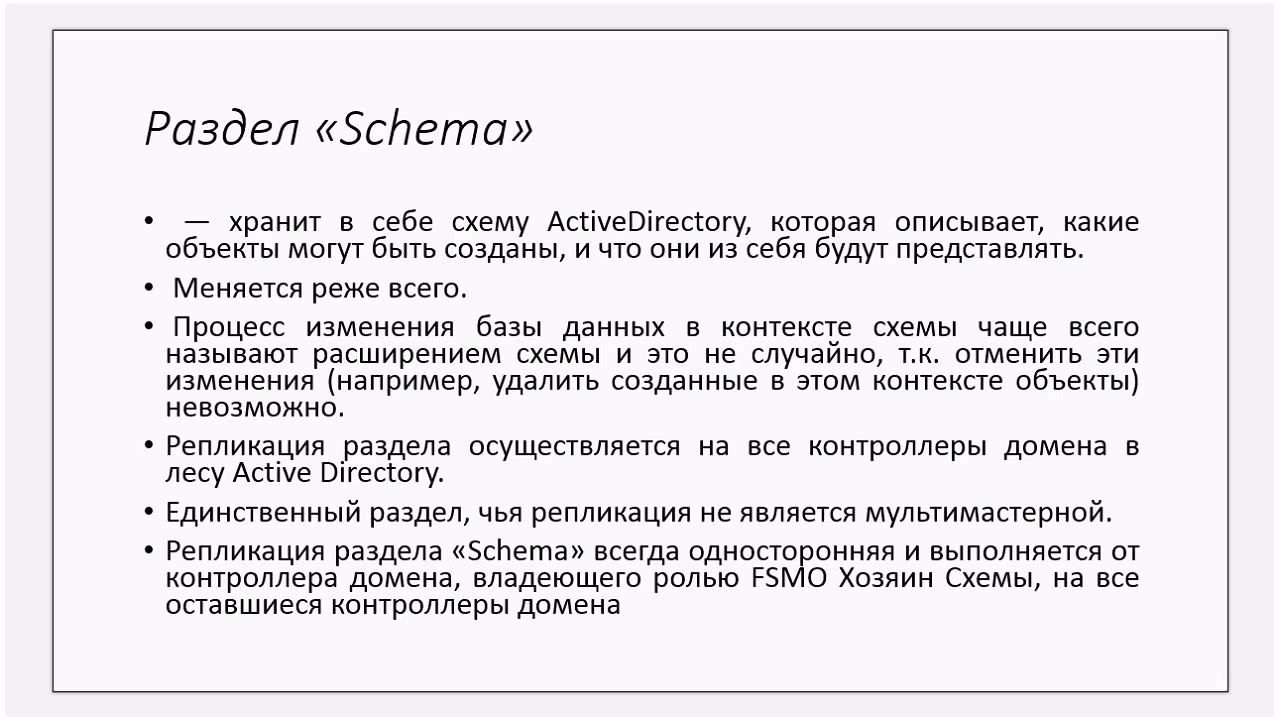 Раздел «Schema»
• — хранит в себе схему ActiveDirectory, которая описывает, какие
объекты могут быть созданы, и что они из себя будут представлять.
• Меняется реже всего.
• Процесс изменения базы данных в контексте схемы чаще всего
называют расширением схемы и это не случайно, т.к. отменить эти
изменения (например, удалить созданные в этом контексте объекты)
невозможно.
• Репликация раздела осуществляется на все контроллеры домена в
лесу Active Directory.
• Единственный раздел, чья репликация не является мультимастерной.
• Репликация раздела «Schema» всегда односторонняя и выполняется от
контроллера домена, владеющего ролью FSMO Хозяин Схемы, на все
оставшиеся контроллеры домена